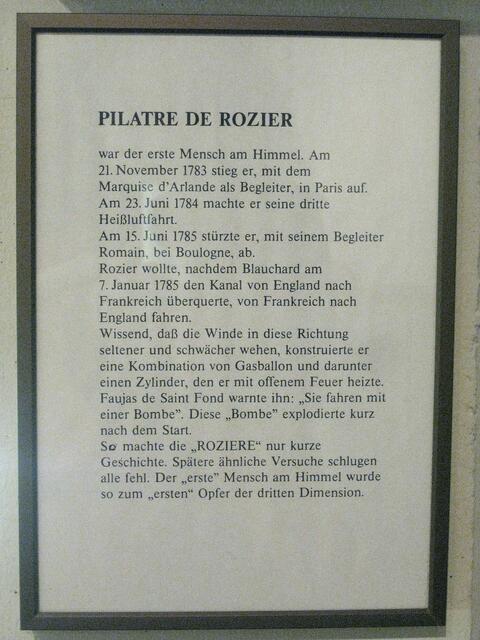 PILATRE DE ROZIER
war der erste Mensch am Himmel. Am
21. November 1783 stieg er, mit dem
Marquise d'Arlande als Begleiter, in Paris auf.
Am 23. Juni 1784 machte er seine dritte
Heißluftfahrt.
Am 15. Juni 1785 stürzte er, mit seinem Begleiter
Romain, bei Boulogne, ab.
Rozier wollte, nachdem Blauchard am
7. Januar 1785 den Kanal von England nach
Frankreich überquerte, von Frankreich nach
England fahren.
Wissend, daß die Winde in diese Richtung
seltener und schwächer wehen, konstruierte er
eine Kombination von Gasballon und darunter
einen Zylinder, den er mit offenem Feuer heizte.
Faujas de Saint Fond warnte ihn: „Sie fahren mit
einer Bombe”. Diese „Bombe” explodierte kurz
nach dem Start.
So machte die „ROZIERE“ nur kurze
Geschichte. Spätere ähnliche Versuche schlugen
alle fehl. Der „erste” Mensch am Himmel wurde
so zum „ersten” Opfer der dritten Dimension.